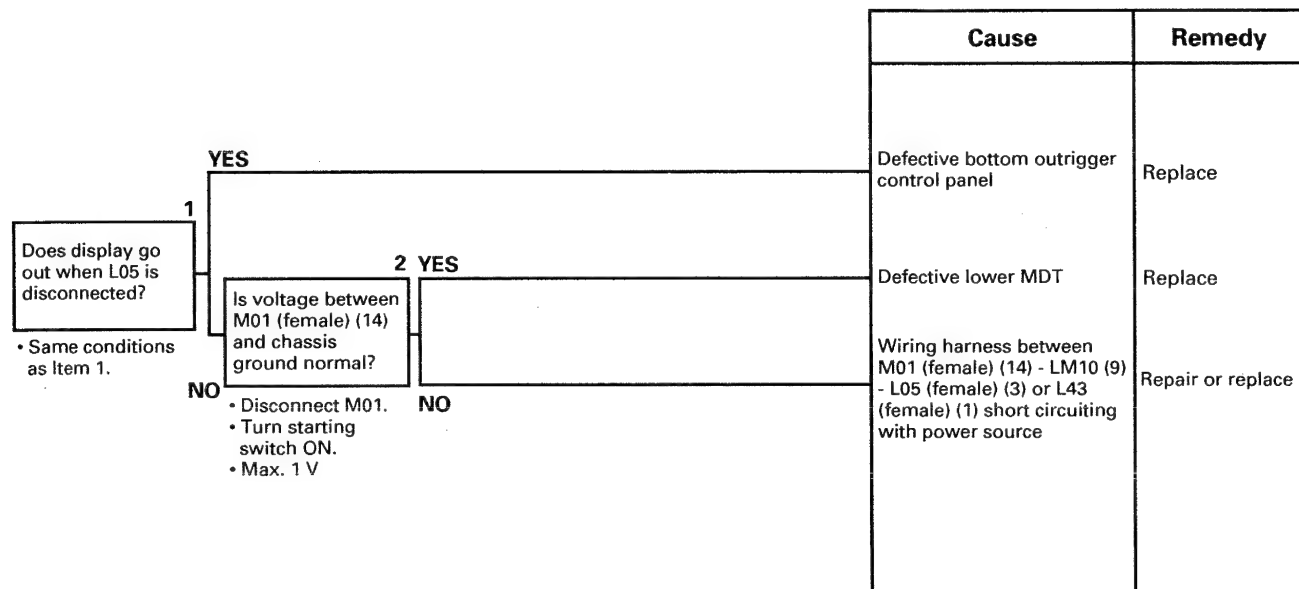 Cause
Remedy
YES
Defective bottom outrigger
control panel
Replace
1
Does display go
out when L05 is
disconnected?
• Same conditions
as Item 1.
2 YES
Defective lower MDT
Replace
Is voltage between
M01 (female) (14)
and chassis
ground normal?
NO
• Disconnect M01.
• Turn starting
switch ON.
• Max. 1 V
NO
Wiring harness between
M01 (female) (14) - LM10 (9)
- L05 (female) (3) or L43
(female) (1) short circuiting
with power source
Repair or replace